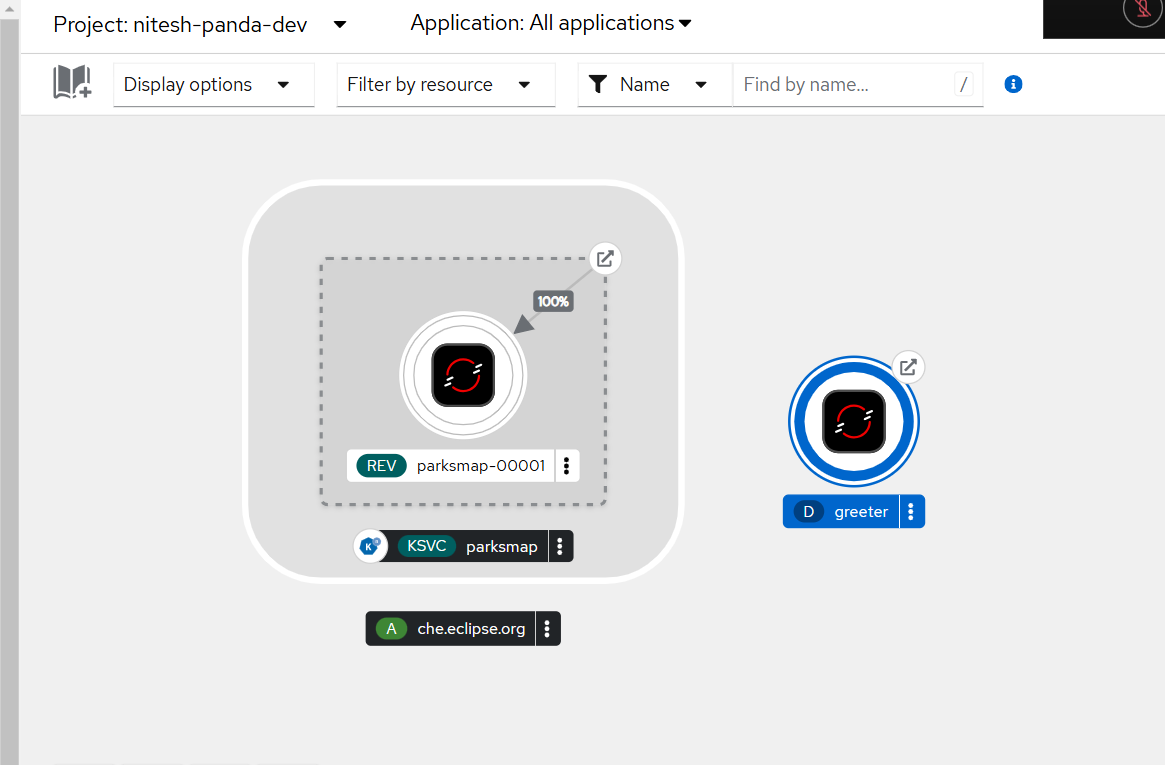 Project: nitesh-panda-dev Application: All applications
Display options Filter by resource Name Find by name... /
100%
REV parksmap-00001
D greeter
K KSVC parksmap
A che.eclipse.org